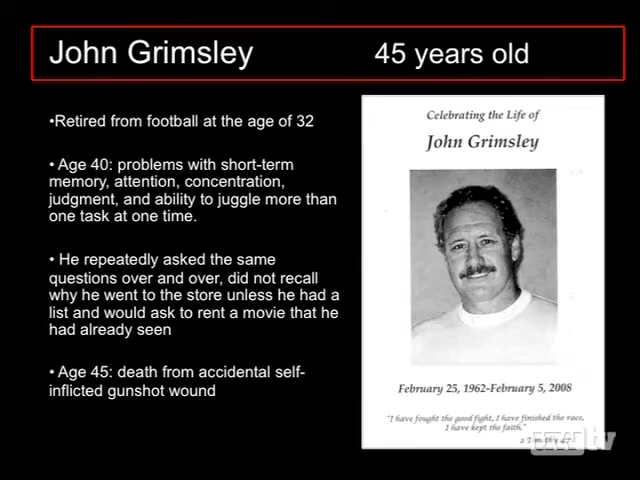 John Grimsley 45 years old
•Retired from football at the age of 32
• Age 40: problems with short-term
memory, attention, concentration,
judgment, and ability to juggle more than
one task at one time.
• He repeatedly asked the same
questions over and over, did not recall
why he went to the store unless he had a
list and would ask to rent a movie that he
had already seen
• Age 45: death from accidental self-
inflicted gunshot wound
Celebrating the Life of
John Grimsley
February 25, 1962-February 5, 2008
"I have fought the good fight, I have finished the race,
I have kept the faith."
2 Timothy 4:7